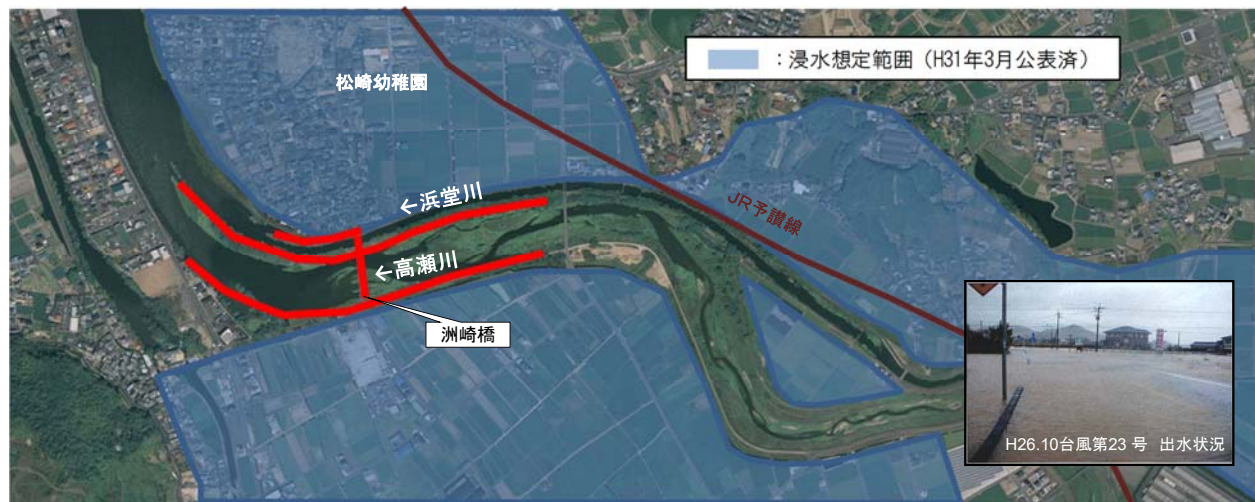 ：浸水想定範囲（H31年3月公表済）
松崎幼稚園
←浜堂川
JR予讃線
←高瀬川
洲崎橋
H26.10台風第23 号 出水状況